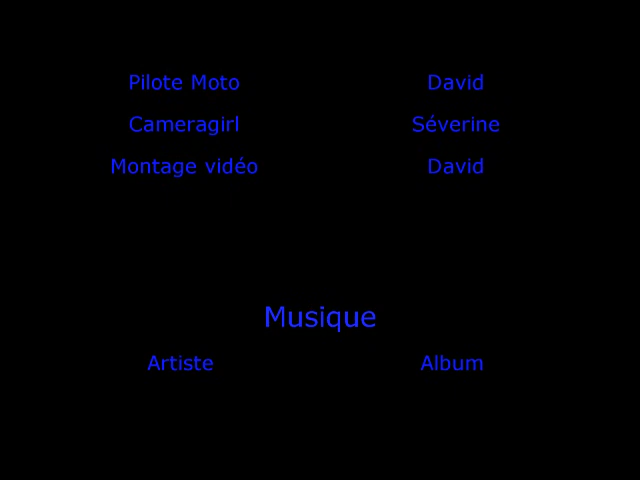 Pilote Moto David
Cameragirl Séverine
Montage vidéo David
Musique
Artiste Album